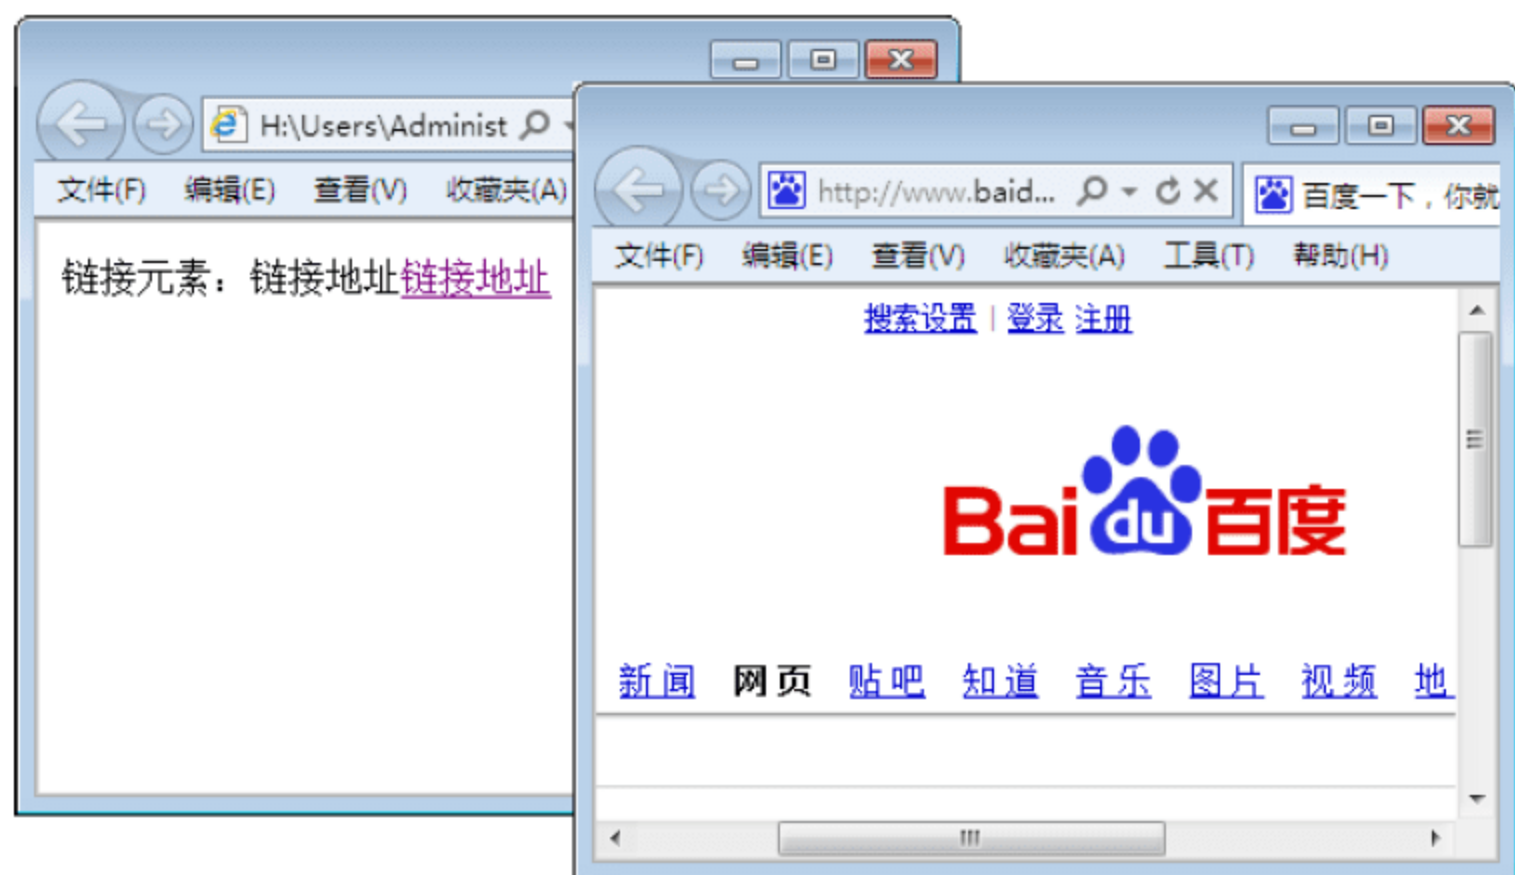 H:\Users\Administ
文件(F) 编辑(E) 查看(V) 收藏夹(A)
链接元素：链接地址链接地址
http://www.baid... 百度一下，你就
文件(F) 编辑(E) 查看(V) 收藏夹(A) 工具(T) 帮助(H)
搜索设置 | 登录 注册
Bai du 百度
新闻 网页 贴吧 知道 音乐 图片 视频 地